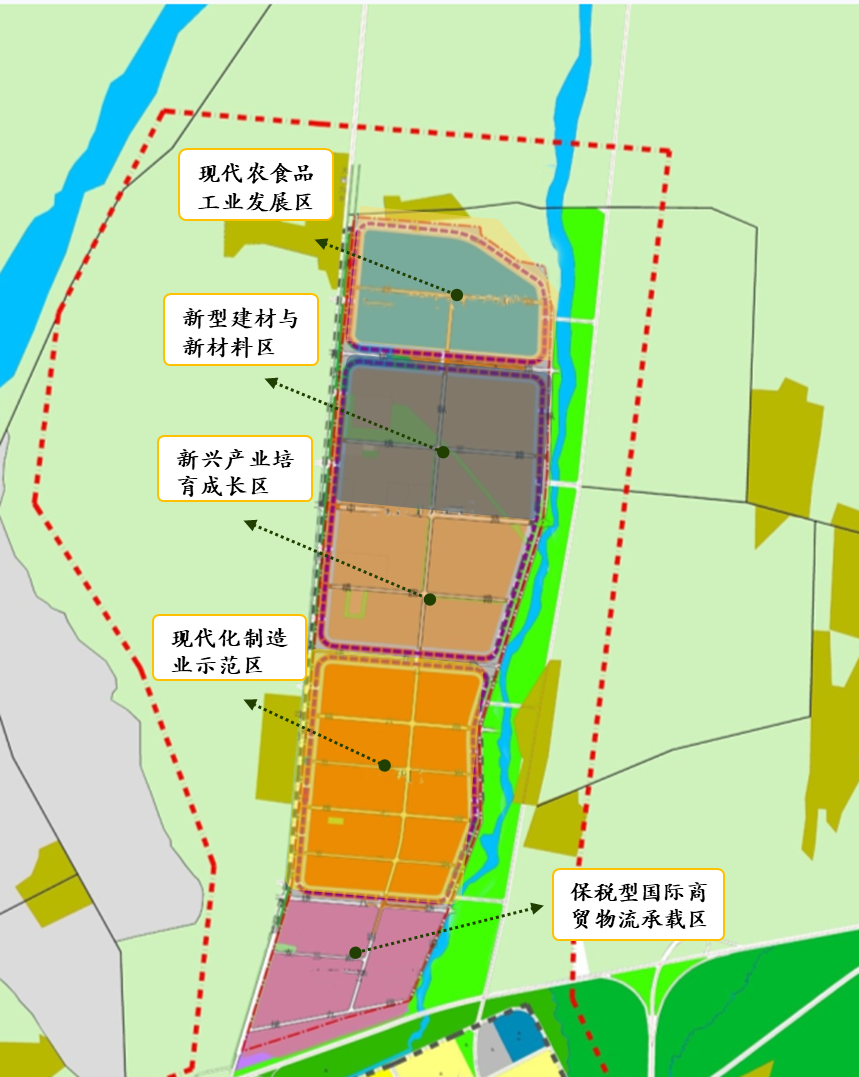 现代农食品
工业发展区
新型建材与
新材料区
新兴产业培
育成长区
现代化制造
业示范区
保税型国际商
贸物流承载区